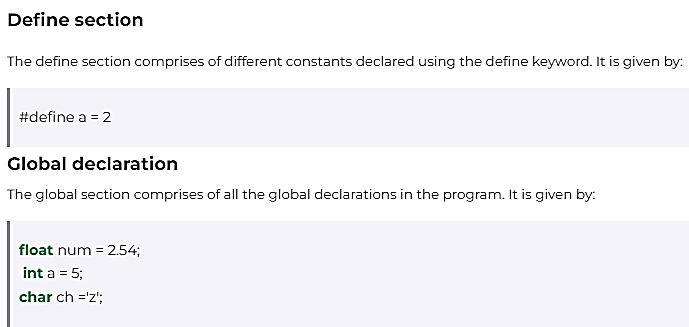 Define section
The define section comprises of different constants declared using the define keyword. It is given by:
#define a = 2
Global declaration
The global section comprises of all the global declarations in the program. It is given by:
float num = 2.54;
int a = 5;
char ch ='z';